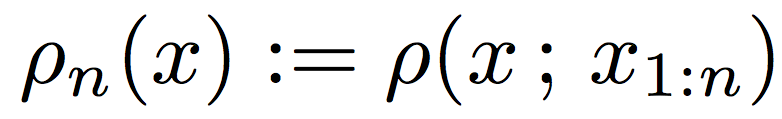 ρₙ(x) := ρ(x ; x₁:ₙ)